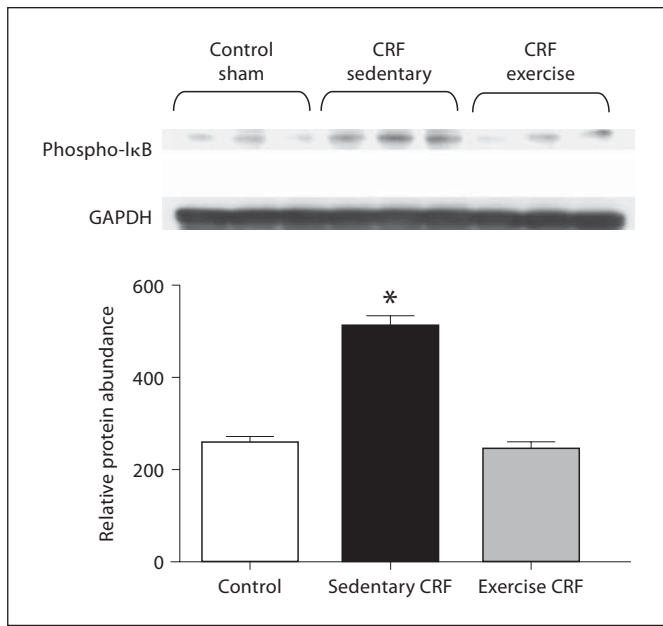 Control
sham
CRF
sedentary
CRF
exercise
Phospho-IκB
GAPDH
600
400
200
0
Relative protein abundance
*
Control
Sedentary CRF
Exercise CRF